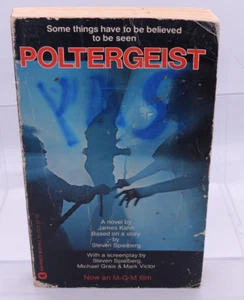 Some things have to be believed
to be seen
POLTERGEIST
A novel by
James Kahn
Based on a story
by
Steven Spielberg
With a screenplay by
Steven Spielberg
Michael Grais & Mark Victor
Now an M-G-M film